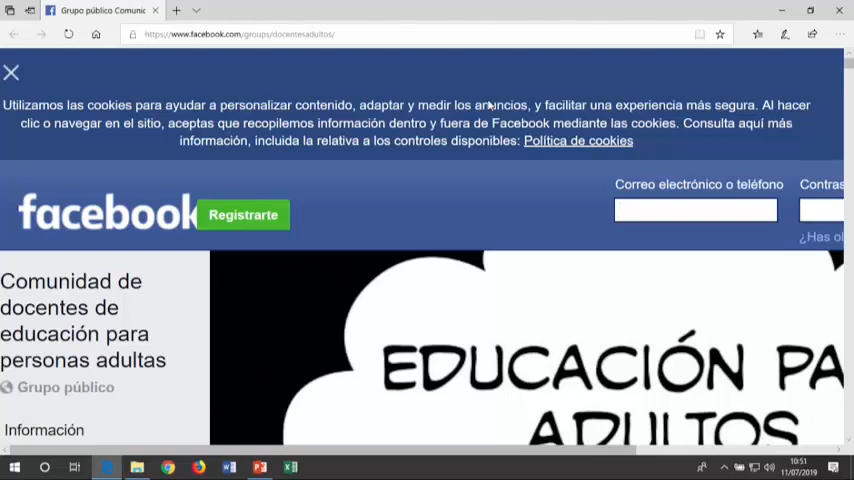 Grupo público Comunic
https://www.facebook.com/groups/docentesadultos/
Utilizamos las cookies para ayudar a personalizar contenido, adaptar y medir los anuncios, y facilitar una experiencia más segura. Al hacer
clic o navegar en el sitio, aceptas que recopilemos información dentro y fuera de Facebook mediante las cookies. Consulta aquí más
información, incluida la relativa a los controles disponibles: Política de cookies
Correo electrónico o teléfono Contras
facebook Registrarte
¿Has ol
Comunidad de
docentes de
educación para
personas adultas
Grupo público
Información
EDUCACIÓN PA
ADULTOS
10:51
11/07/2019